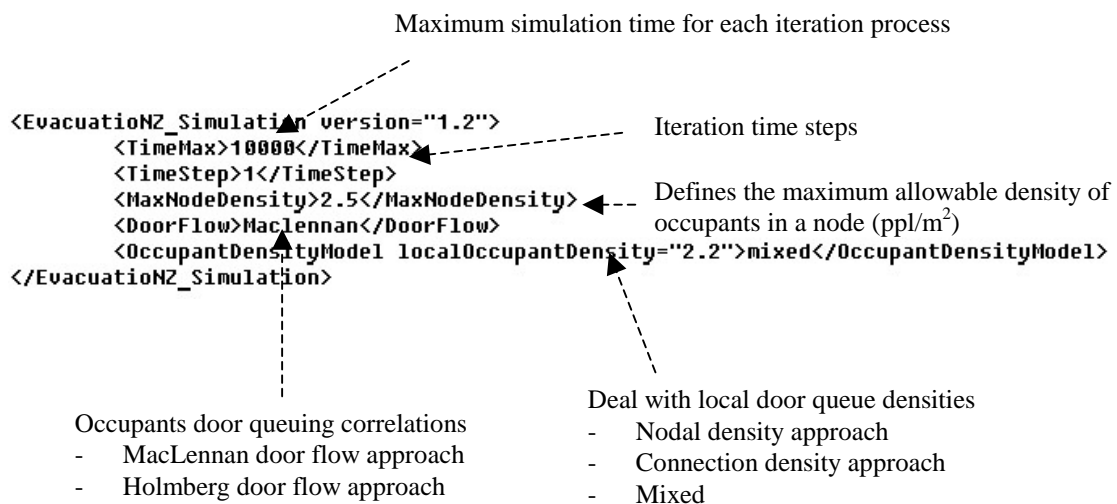 Maximum simulation time for each iteration process
<EvacuatioNZ_Simulation version="1.2">
<TimeMax>10000</TimeMax>
Iteration time steps
<TimeStep>1</TimeStep>
<MaxNodeDensity>2.5</MaxNodeDensity>
Defines the maximum allowable density of
occupants in a node (ppl/m²)
<DoorFlow>Maclennan</DoorFlow>
<OccupantDensityModel localOccupantDensity="2.2">mixed</OccupantDensityModel>
</EvacuatioNZ_Simulation>
Occupants door queuing correlations
- MacLennan door flow approach
- Holmberg door flow approach
Deal with local door queue densities
- Nodal density approach
- Connection density approach
- Mixed